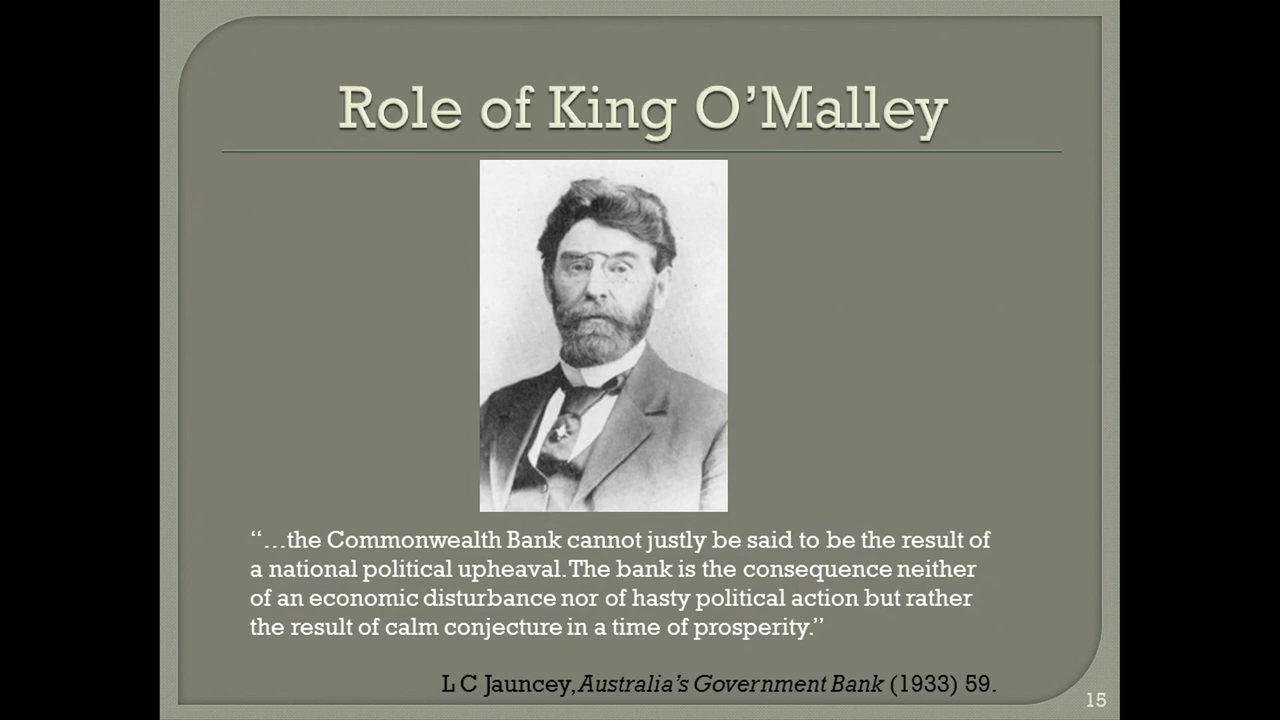 Role of King O’Malley
“…the Commonwealth Bank cannot justly be said to be the result of
a national political upheaval. The bank is the consequence neither
of an economic disturbance nor of hasty political action but rather
the result of calm conjecture in a time of prosperity.”
L C Jauncey, Australia’s Government Bank (1933) 59.
15